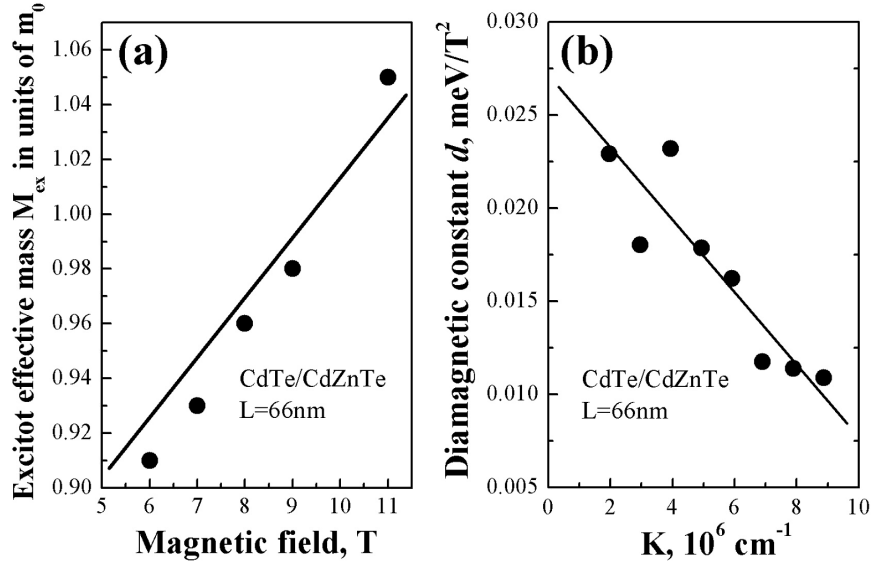 (a)
Excitot effective mass M_ex in units of m_0
1.06
1.04
1.02
1.00
0.98
0.96
0.94
0.92
0.90
CdTe/CdZnTe
L=66nm
5 6 7 8 9 10 11
Magnetic field, T
(b)
Diamagnetic constant d, meV/T²
0.030
0.025
0.020
0.015
0.010
0.005
CdTe/CdZnTe
L=66nm
0 2 4 6 8 10
K, 10⁶ cm⁻¹